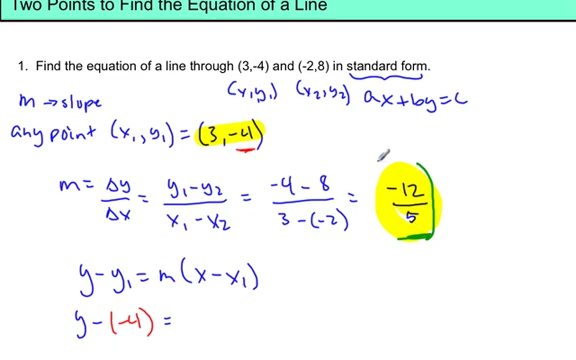 Two Points to Find the Equation of a Line
1. Find the equation of a line through (3,-4) and (-2,8) in standard form.
(x₁y₁) (x₂,y₂) ax+by=c
m → slope
any point (x₁,y₁) = (3,-4)
m = Δy/Δx = y₁-y₂/x₁-x₂ = -4-8/3-(-2) = -12/5
y-y₁=m(x-x₁)
y-(-4) =